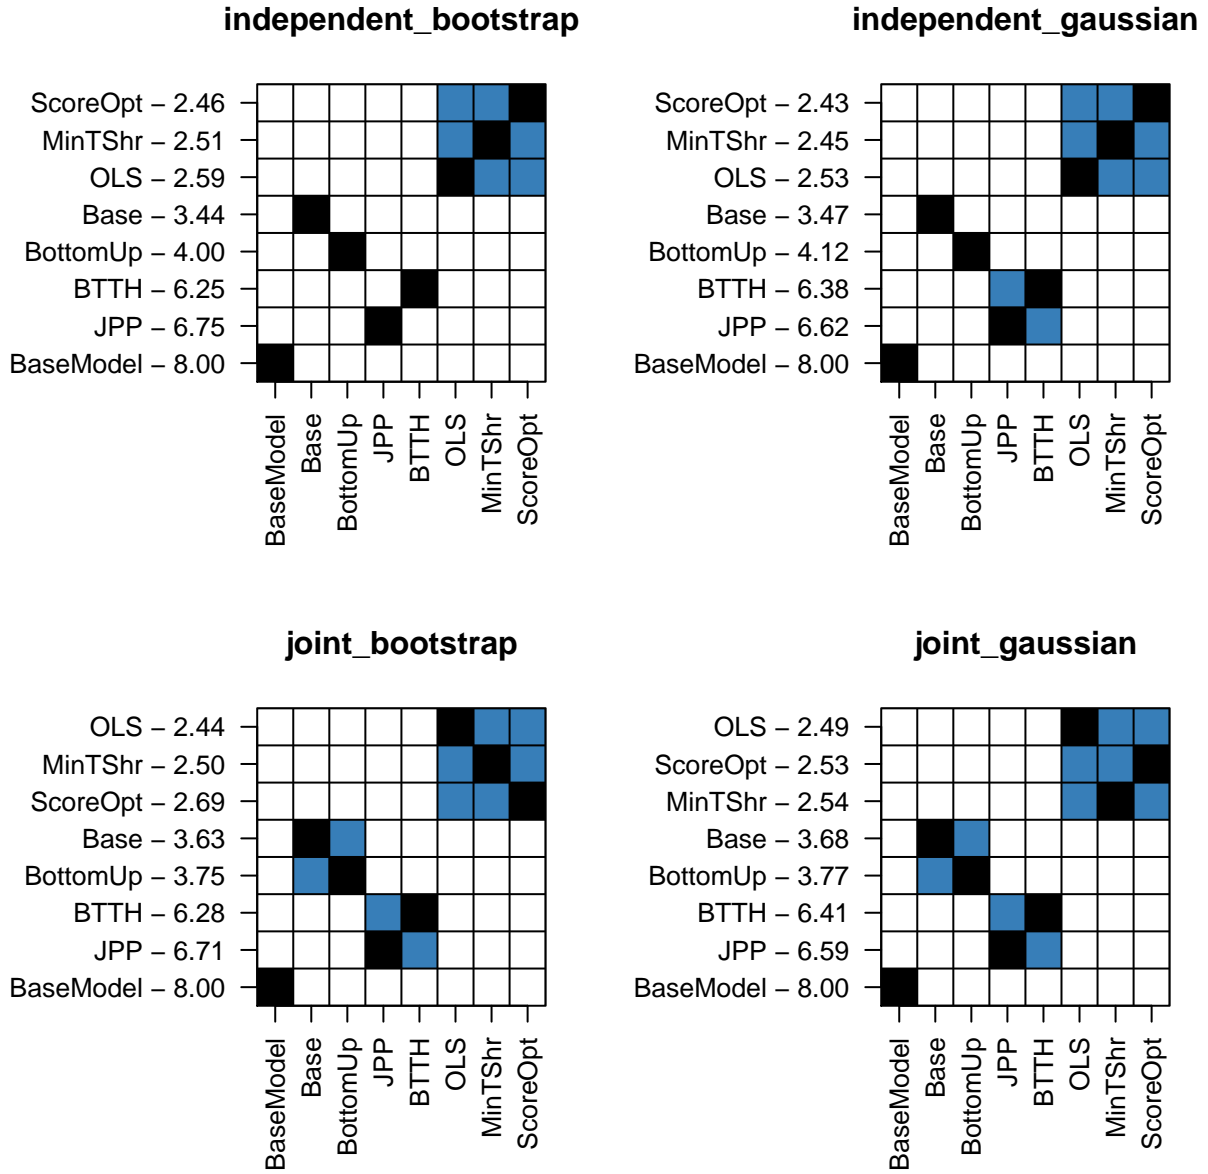 independent_bootstrap
ScoreOpt – 2.46
MinTShr – 2.51
OLS – 2.59
Base – 3.44
BottomUp – 4.00
BTTH – 6.25
JPP – 6.75
BaseModel – 8.00
BaseModel
Base
BottomUp
JPP
BTTH
OLS
MinTShr
ScoreOpt
independent_gaussian
ScoreOpt – 2.43
MinTShr – 2.45
OLS – 2.53
Base – 3.47
BottomUp – 4.12
BTTH – 6.38
JPP – 6.62
BaseModel – 8.00
BaseModel
Base
BottomUp
JPP
BTTH
OLS
MinTShr
ScoreOpt
joint_bootstrap
OLS – 2.44
MinTShr – 2.50
ScoreOpt – 2.69
Base – 3.63
BottomUp – 3.75
BTTH – 6.28
JPP – 6.71
BaseModel – 8.00
BaseModel
Base
BottomUp
JPP
BTTH
OLS
MinTShr
ScoreOpt
joint_gaussian
OLS – 2.49
ScoreOpt – 2.53
MinTShr – 2.54
Base – 3.68
BottomUp – 3.77
BTTH – 6.41
JPP – 6.59
BaseModel – 8.00
BaseModel
Base
BottomUp
JPP
BTTH
OLS
MinTShr
ScoreOpt